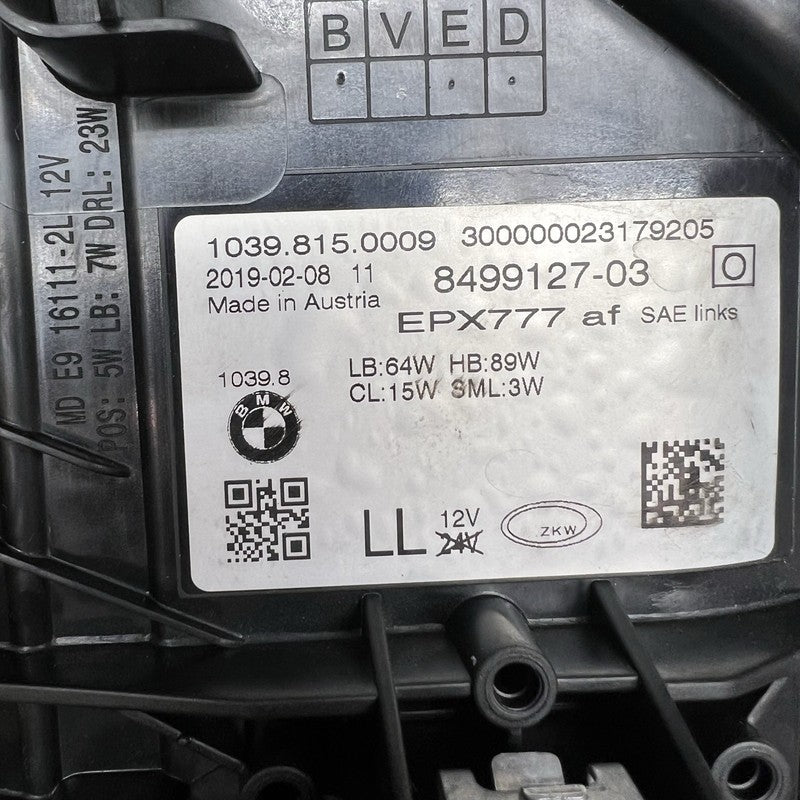 B V E D
MD E9 16111-2L 12V
POS: 5W LB: 7W DRL: 23W
1039.815.0009 300000023179205
2019-02-08 11 8499127-03 O
Made in Austria
EPX777 af SAE links
LB:64W HB:89W
CL:15W SML:3W
1039.8
BMW
LL 12V
24V
ZKW